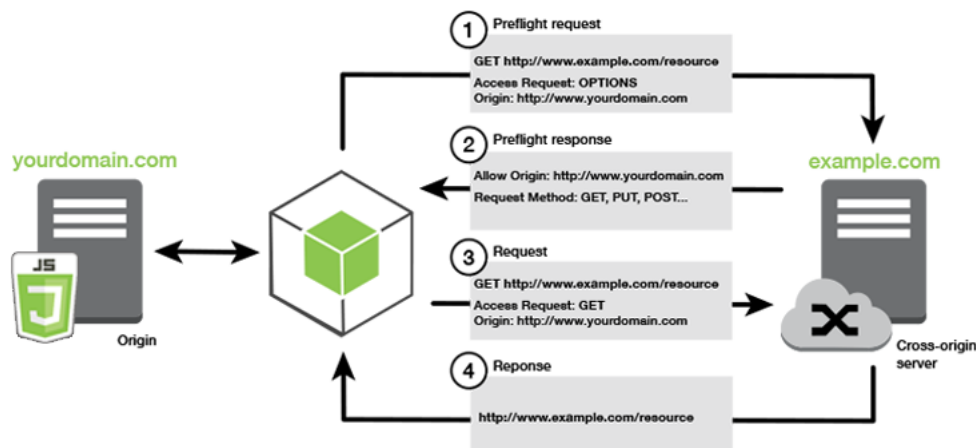 1 Preflight request
GET http://www.example.com/resource
Access Request: OPTIONS
Origin: http://www.yourdomain.com
2 Preflight response
Allow Origin: http://www.yourdomain.com
Request Method: GET, PUT, POST...
yourdomain.com
example.com
JS
Origin
3 Request
GET http://www.example.com/resource
Access Request: GET
Origin: http://www.yourdomain.com
Cross-origin
server
4 Reponse
http://www.example.com/resource